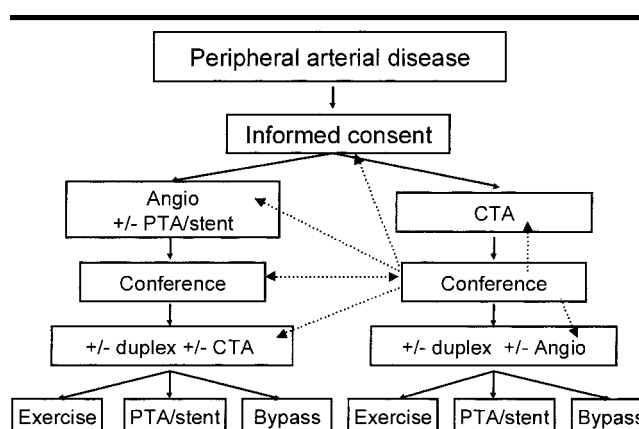 Peripheral arterial disease
Informed consent
Angio
+/- PTA/stent
CTA
Conference
Conference
+/- duplex +/- CTA
+/- duplex +/- Angio
Exercise
PTA/stent
Bypass
Exercise
PTA/stent
Bypass